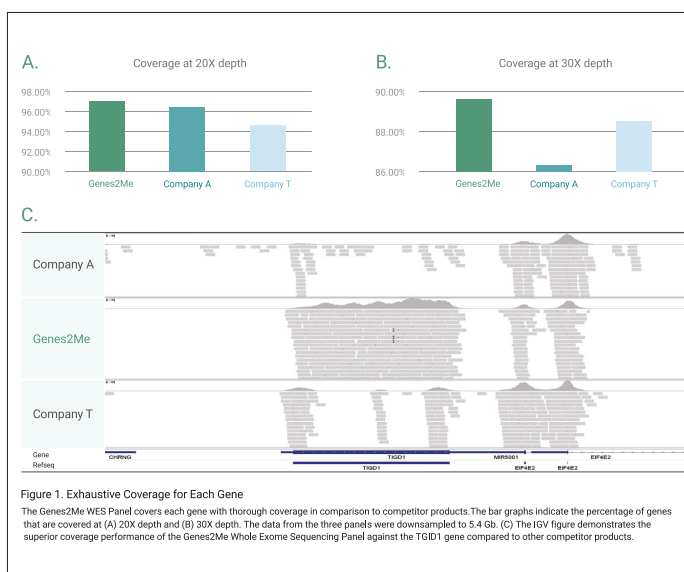 A.
Coverage at 20X depth
98.00%
96.00%
94.00%
92.00%
90.00%
Genes2Me
Company A
Company T
B.
Coverage at 30X depth
90.00%
88.00%
86.00%
Genes2Me
Company A
Company T
C.
Company A
Genes2Me
Company T
Gene
CHRNG
TIGD1
MIR5001
EIF4E2
Refseq
TIGD1
EIF4E2
EIF4E2
Figure 1. Exhaustive Coverage for Each Gene
The Genes2Me WES Panel covers each gene with thorough coverage in comparison to competitor products.The bar graphs indicate the percentage of genes
that are covered at (A) 20X depth and (B) 30X depth. The data from the three panels were downsampled to 5.4 Gb. (C) The IGV figure demonstrates the
superior coverage performance of the Genes2Me Whole Exome Sequencing Panel against the TGID1 gene compared to other competitor products.